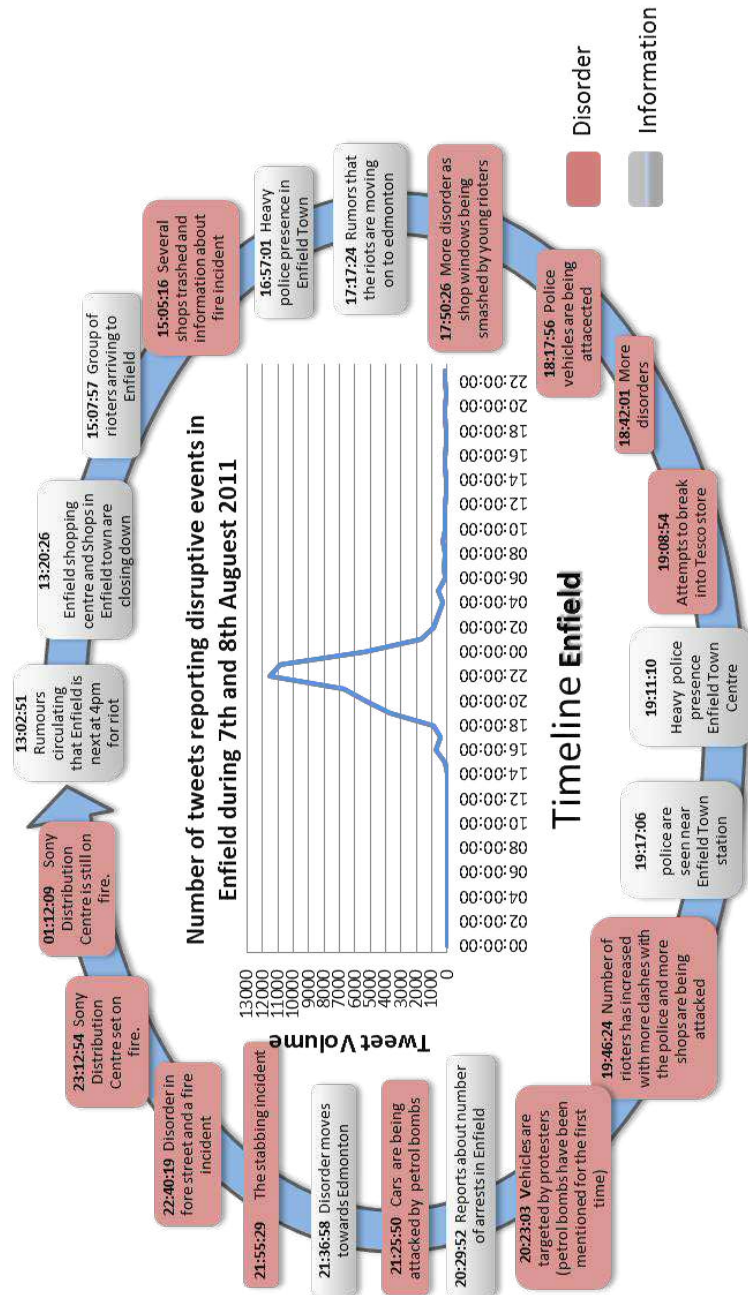 13:02:51
Rumours
circulating
that Enfield is
next at 4pm
for riot
13:20:26
Enfield shopping
centre and Shops in
Enfield town are
closing down
15:07:57 Group of
rioters arriving to
Enfield
15:05:16 Several
shops trashed and
information about
fire incident
16:57:01 Heavy
police presence in
Enfield Town
17:17:24 Rumors that
the riots are moving
on to edmonton
17:50:26 More disorder as
shop windows being
smashed by young rioters
18:17:56 Police
vehicles are being
attacected
18:42:01 More
disorders
19:08:54
Attempts to break
into Tesco store
19:11:10
Heavy police
presence
Enfield Town
Centre
19:17:06
police are
seen near
Enfield Town
station
19:46:24 Number of
rioters has increased
with more clashes with
the police and more
shops are being
attacked
20:23:03 Vehicles are
targeted by protesters
(petrol bombs have been
mentioned for the first
time)
20:29:52 Reports about number
of arrests in Enfield
21:25:50 Cars are being
attacked by petrol bombs
21:36:58 Disorder moves
towards Edmonton
21:55:29 The stabbing incident
22:40:19 Disorder in
fore street and a fire
incident
23:12:54 Sony
Distribution
Centre set on
fire.
01:12:09 Sony
Distribution
Centre is still on
fire.
Number of tweets reporting disruptive events in
Enfield during 7th and 8th Auguest 2011
Tweet Volume
13000
12000
11000
10000
9000
8000
7000
6000
5000
4000
3000
2000
1000
0
00:00:00
02:00:00
04:00:00
06:00:00
08:00:00
10:00:00
12:00:00
14:00:00
16:00:00
18:00:00
20:00:00
22:00:00
00:00:00
02:00:00
04:00:00
06:00:00
08:00:00
10:00:00
12:00:00
14:00:00
16:00:00
18:00:00
20:00:00
22:00:00
Timeline Enfield
Disorder
Information